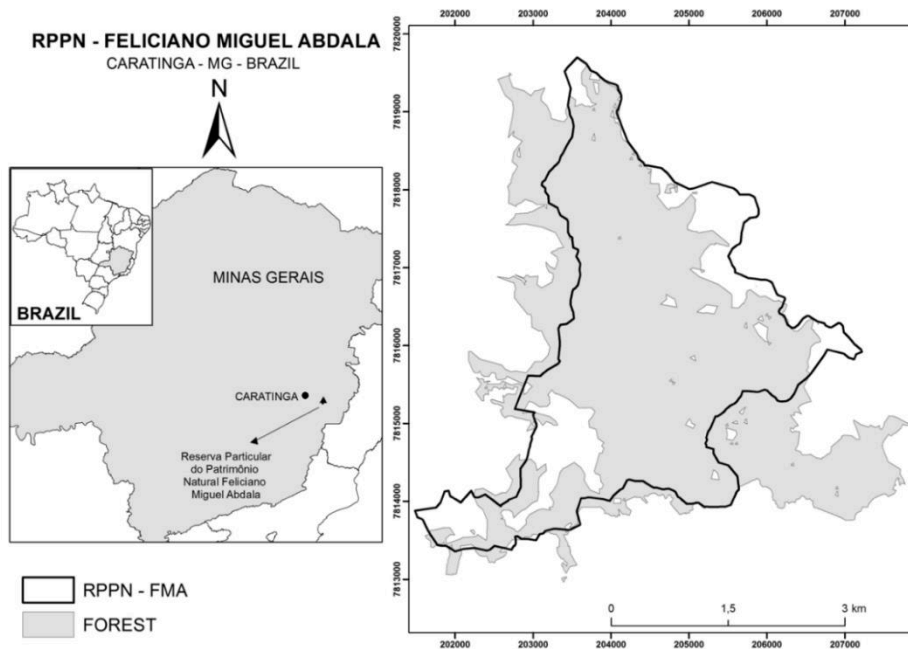 RPPN - FELICIANO MIGUEL ABDALA
CARATINGA - MG - BRAZIL
N
BRAZIL
MINAS GERAIS
CARATINGA
Reserva Particular
do Patrimônio
Natural Feliciano
Miguel Abdala
RPPN - FMA
FOREST
202000 203000 204000 205000 206000 207000
7820000
7819000
7818000
7817000
7816000
7815000
7814000
7813000
0 1,5 3 km
202000 203000 204000 205000 206000 207000